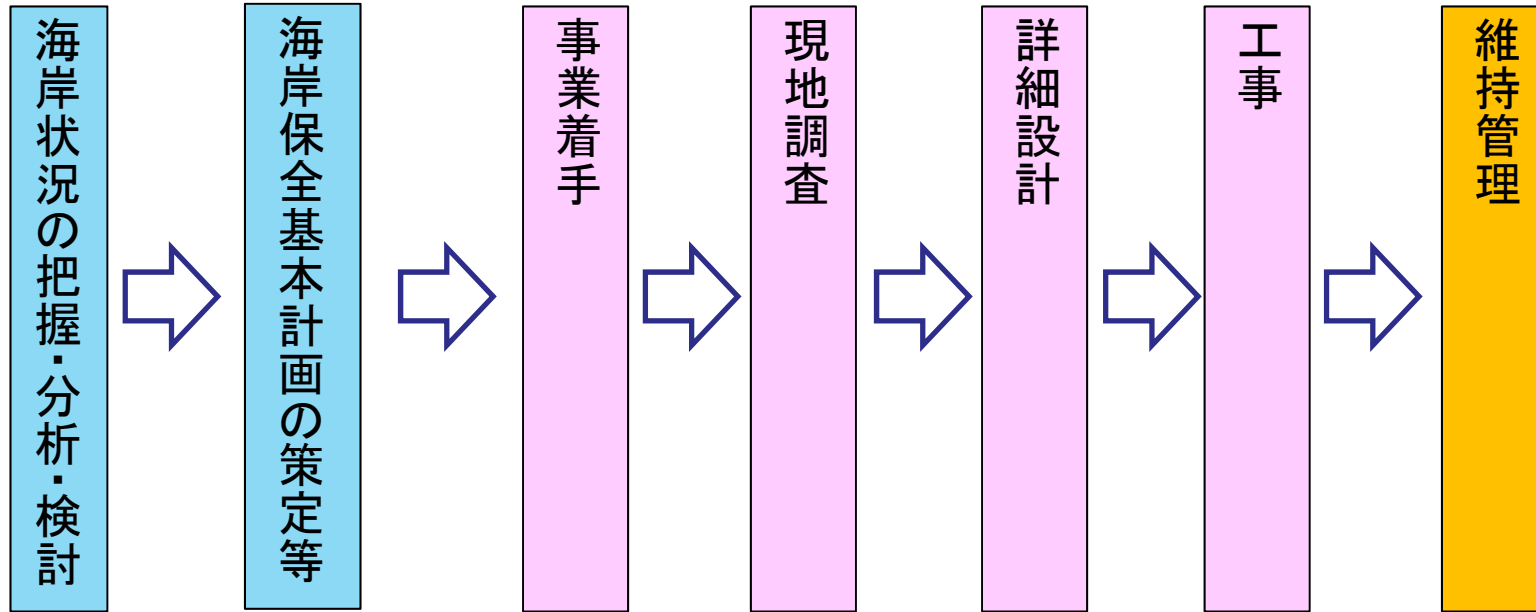 海岸状況の把握・分析・検討
海岸保全基本計画の策定等
事業着手
現地調査
詳細設計
工事
維持管理